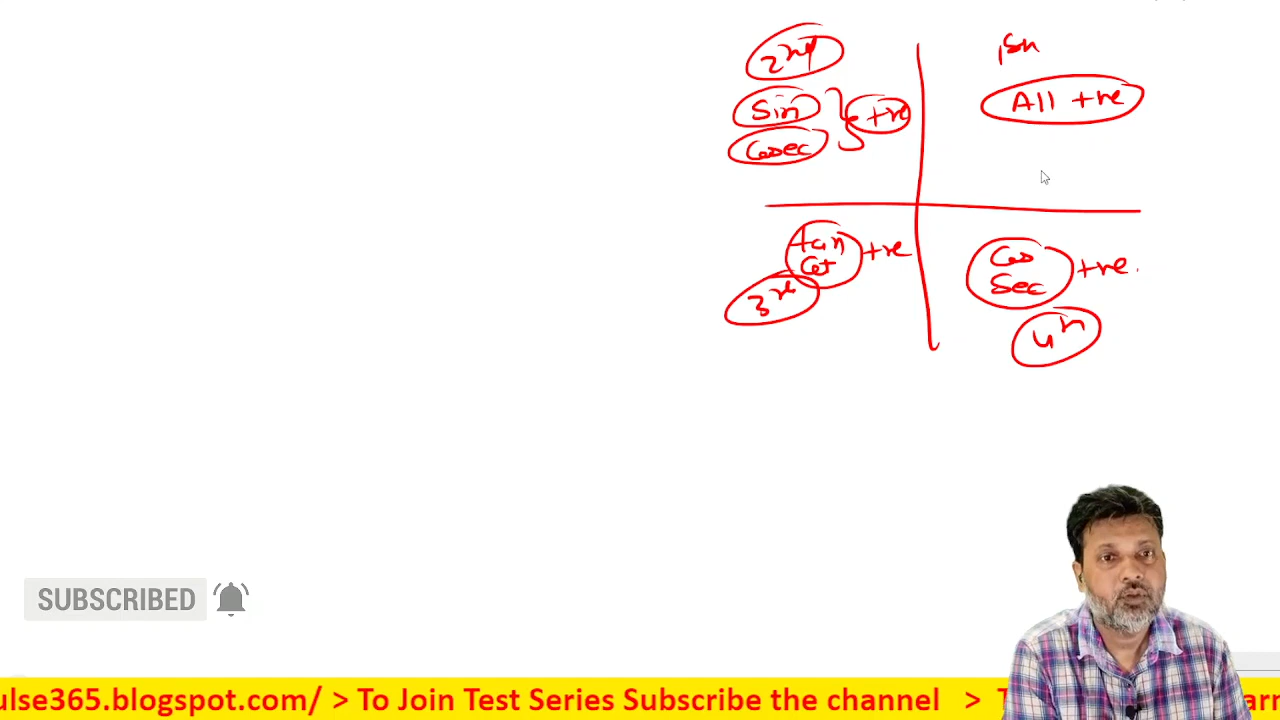 2nd
Sin
Cosec
+ve
1st
All +ve
tan
Cot
+ve
3rd
Cos
Sec
+ve.
4th
SUBSCRIBED
ulse365.blogspot.com/ > To Join Test Series Subscribe the channel >